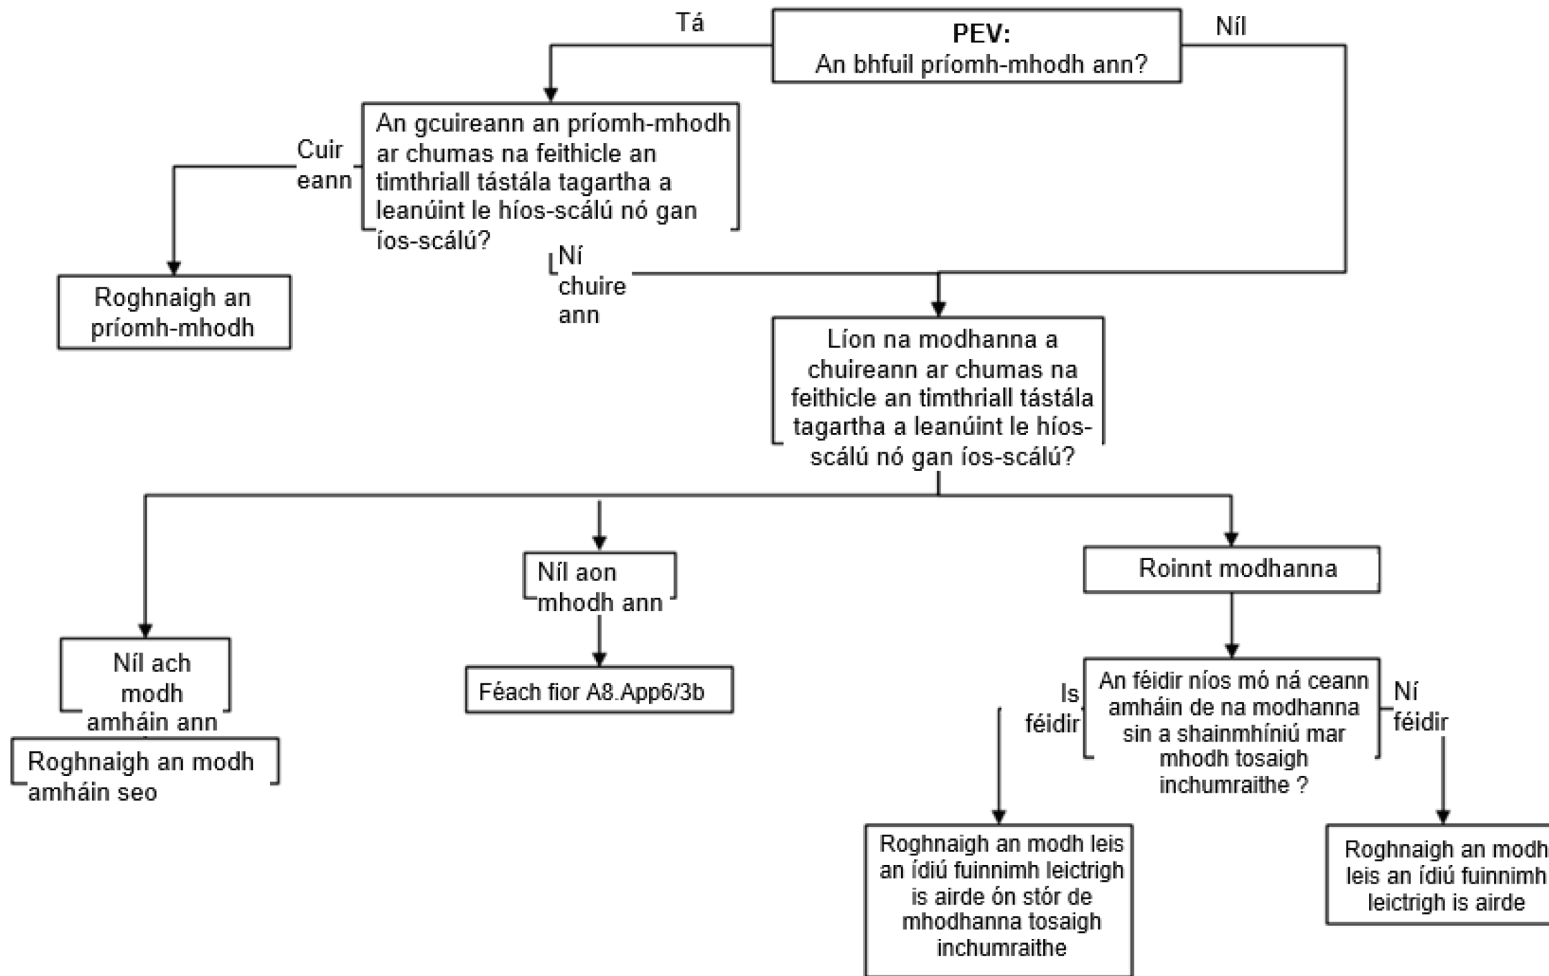 Tá
PEV:
An bhfuil príomh-mhodh ann?
Níl
An gcuireann an príomh-mhodh
ar chumas na feithicle an
timthriall tástála tagartha a
leanúint le híos-scálú nó gan
íos-scálú?
Cuir
eann
Ní
chuire
ann
Roghnaigh an
príomh-mhodh
Líon na modhanna a
chuireann ar chumas na
feithicle an timthriall tástála
tagartha a leanúint le híos-
scálú nó gan íos-scálú?
Níl ach
modh
amháin ann
Roghnaigh an modh
amháin seo
Níl aon
mhodh ann
Féach fior A8.App6/3b
Roinnt modhanna
An féidir níos mó ná ceann
amháin de na modhanna
sin a shainmhíniú mar
mhodh tosaigh
inchumraithe ?
Is
féidir
Ní
féidir
Roghnaigh an modh leis
an ídiú fuinnimh leictrigh
is airde ón stór de
mhodhanna tosaigh
inchumraithe
Roghnaigh an modh
leis an ídiú fuinnimh
leictrigh is airde